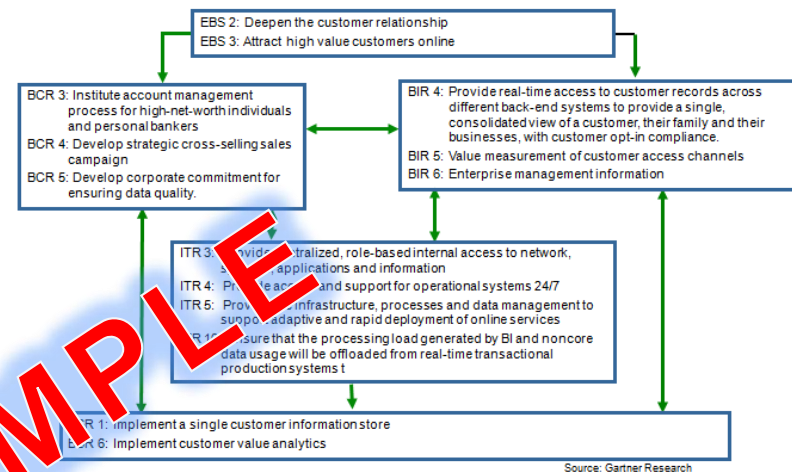 EBS 2: Deepen the customer relationship
EBS 3: Attract high value customers online
BCR 3: Institute account management
process for high-net-worth individuals
and personal bankers
BCR 4: Develop strategic cross-selling sales
campaign
BCR 5: Develop corporate commitment for
ensuring data quality.
BIR 4: Provide real-time access to customer records across
different back-end systems to provide a single,
consolidated view of a customer, their family and their
businesses, with customer opt-in compliance.
BIR 5: Value measurement of customer access channels
BIR 6: Enterprise management information
ITR 3: role-based internal access to network,
applications and information
ITR 4: and support for operational systems 24/7
ITR 5: infrastructure, processes and data management to
adaptive and rapid deployment of online services
that the processing load generated by BI and noncore
data usage will be offloaded from real-time transactional
production systems t
1: Implement a single customer information store
6: Implement customer value analytics
MPLE
Source: Gartner Research